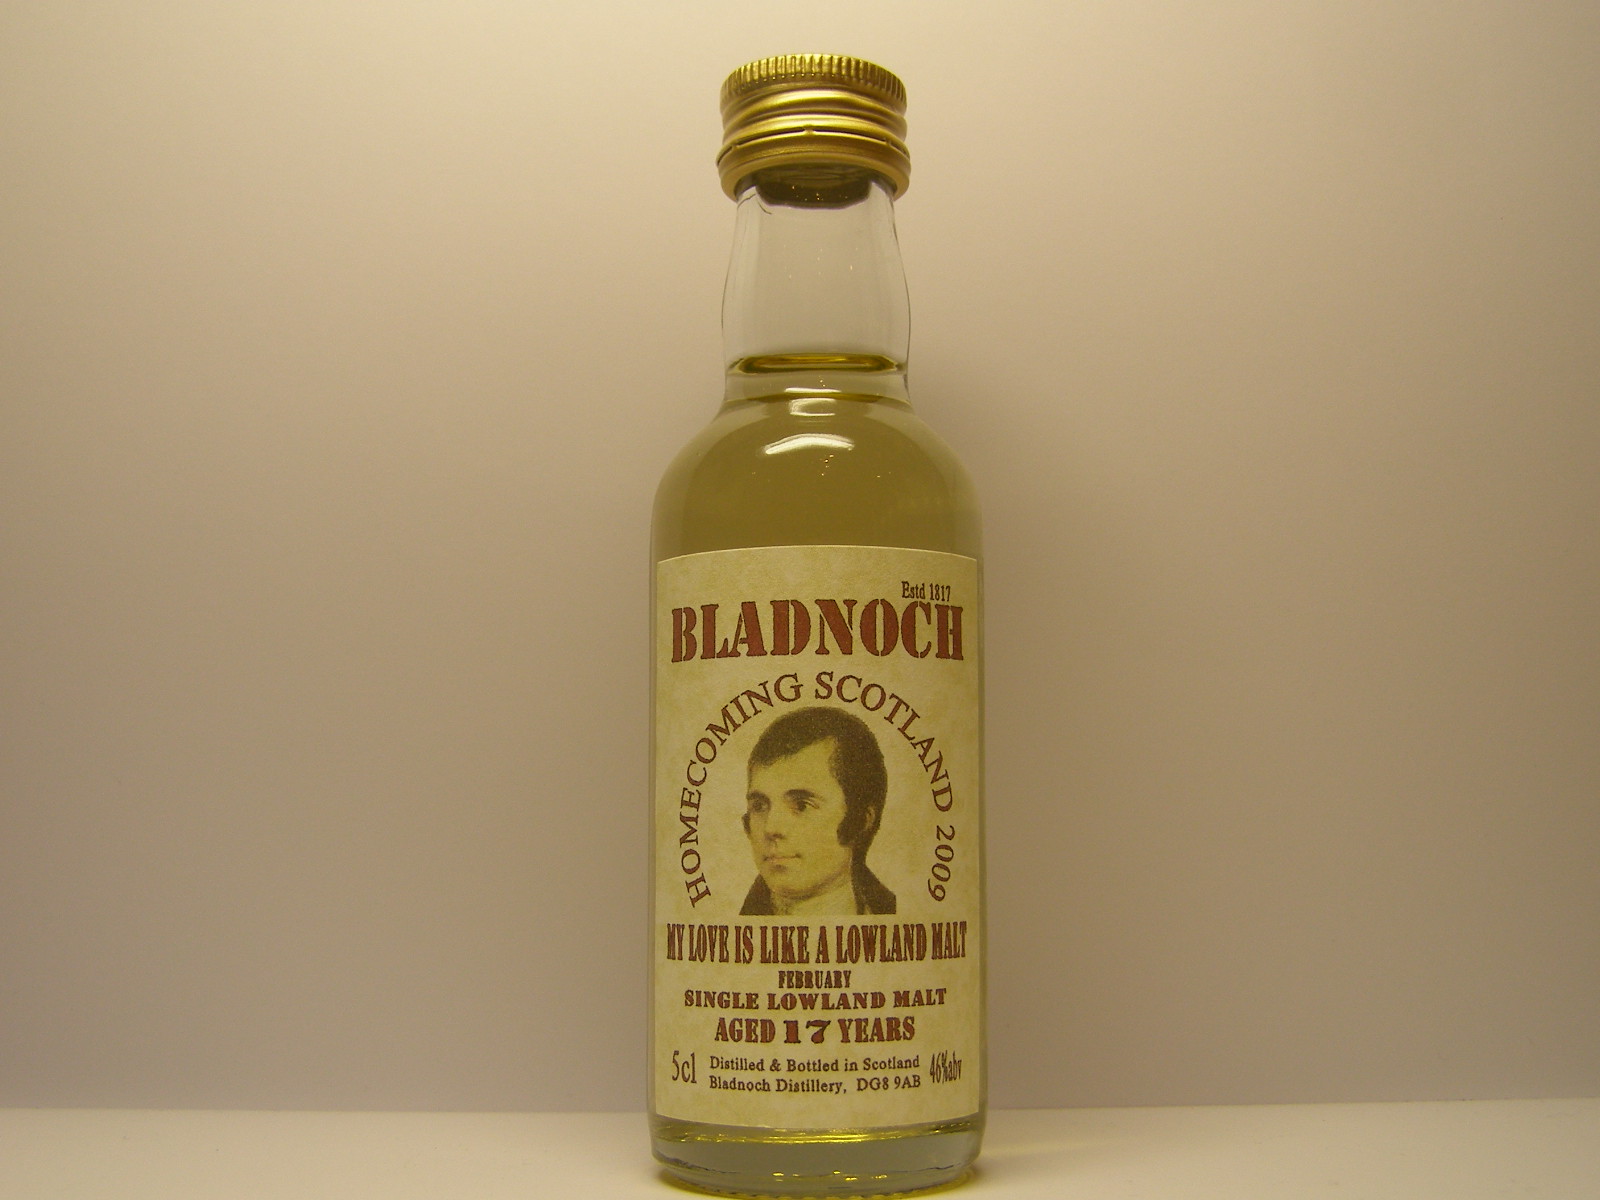 Estd 1817
BLADNOCH
HOMECOMING SCOTLAND 2009
MY LOVE IS LIKE A LOWLAND MALT
FEBRUARY
SINGLE LOWLAND MALT
AGED 17 YEARS
5cl
Distilled & Bottled in Scotland
Bladnoch Distillery, DG8 9AB
46%abv